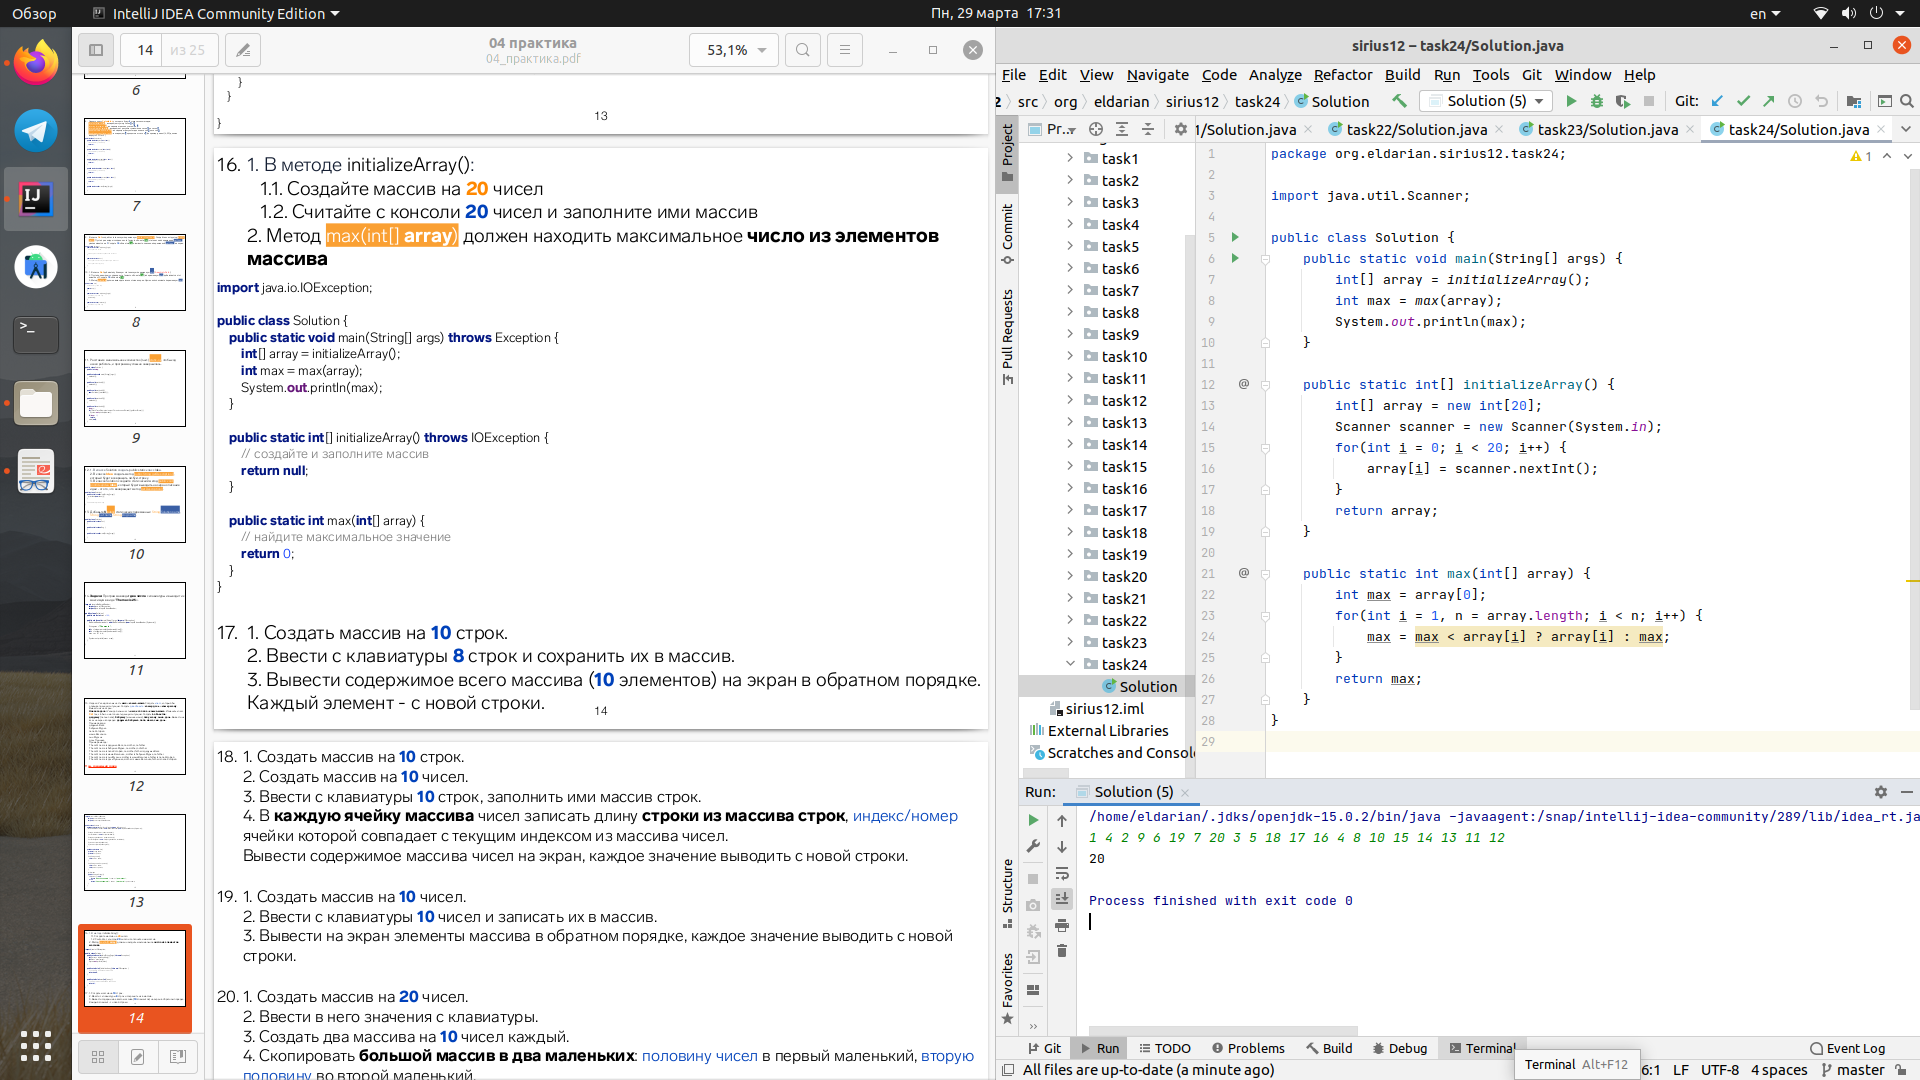 Обзор
IntelliJ IDEA Community Edition
Пн, 29 марта 17:31
en
14 из 25
04 практика
04_практика.pdf
53,1%
6
7
8
9
10
11
12
13
14
}
}
}
13
16. 1. В методе initializeArray():
1.1. Создайте массив на 20 чисел
1.2. Считайте с консоли 20 чисел и заполните ими массив
2. Метод max(int[] array) должен находить максимальное число из элементов
массива
import java.io.IOException;
public class Solution {
public static void main(String[] args) throws Exception {
int[] array = initializeArray();
int max = max(array);
System.out.println(max);
}
public static int[] initializeArray() throws IOException {
// создайте и заполните массив
return null;
}
public static int max(int[] array) {
// найдите максимальное значение
return 0;
}
}
17. 1. Создать массив на 10 строк.
2. Ввести с клавиатуры 8 строк и сохранить их в массив.
3. Вывести содержимое всего массива (10 элементов) на экран в обратном порядке.
Каждый элемент - с новой строки.
14
18. 1. Создать массив на 10 строк.
2. Создать массив на 10 чисел.
3. Ввести с клавиатуры 10 строк, заполнить ими массив строк.
4. В каждую ячейку массива чисел записать длину строки из массива строк, индекс/номер
ячейки которой совпадает с текущим индексом из массива чисел.
Вывести содержимое массива чисел на экран, каждое значение выводить с новой строки.
19. 1. Создать массив на 10 чисел.
2. Ввести с клавиатуры 10 чисел и записать их в массив.
3. Вывести на экран элементы массива в обратном порядке, каждое значение выводить с новой
строки.
20. 1. Создать массив на 20 чисел.
2. Ввести в него значения с клавиатуры.
3. Создать два массива на 10 чисел каждый.
4. Скопировать большой массив в два маленьких: половину чисел в первый маленький, вторую
половину во второй маленький.
sirius12 – task24/Solution.java
File Edit View Navigate Code Analyze Refactor Build Run Tools Git Window Help
2 src org eldarian sirius12 task24 Solution
Solution (5)
Git:
Pr..
1/Solution.java
task22/Solution.java
task23/Solution.java
task24/Solution.java
Project
Commit
Pull Requests
Structure
Favorites
task1
task2
task3
task4
task5
task6
task7
task8
task9
task10
task11
task12
task13
task14
task15
task16
task17
task18
task19
task20
task21
task22
task23
task24
Solution
sirius12.iml
External Libraries
Scratches and Consol
1
1 package org.eldarian.sirius12.task24;
2
3 import java.util.Scanner;
4
5 public class Solution {
6 public static void main(String[] args) {
7 int[] array = initializeArray();
8 int max = max(array);
9 System.out.println(max);
10 }
11
12 @ public static int[] initializeArray() {
13 int[] array = new int[20];
14 Scanner scanner = new Scanner(System.in);
15 for(int i = 0; i < 20; i++) {
16 array[i] = scanner.nextInt();
17 }
18 return array;
19 }
20
21 @ public static int max(int[] array) {
22 int max = array[0];
23 for(int i = 1, n = array.length; i < n; i++) {
24 max = max < array[i] ? array[i] : max;
25 }
26 return max;
27 }
28 }
29
Run: Solution (5)
/home/eldarian/.jdks/openjdk-15.0.2/bin/java -javaagent:/snap/intellij-idea-community/289/lib/idea_rt.ja
1 4 2 9 6 19 7 20 3 5 18 17 16 4 8 10 15 14 13 11 12
20
Process finished with exit code 0
Git Run TODO Problems Build Debug Terminal Event Log
Terminal Alt+F12
All files are up-to-date (a minute ago)
6:1 LF UTF-8 4 spaces master